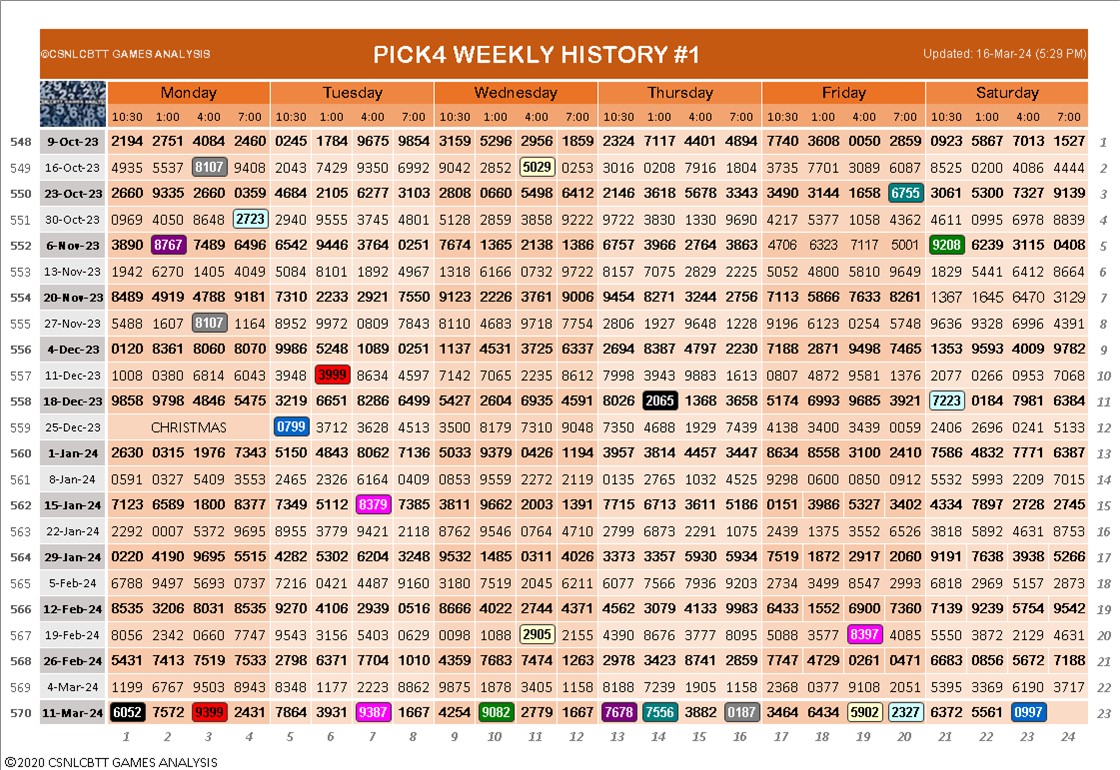 ©CSNLCBTT GAMES ANALYSIS PICK4 WEEKLY HISTORY #1 Updated: 16-Mar-24 (5:29 PM)
Monday Tuesday Wednesday Thursday Friday Saturday
10:30 1:00 4:00 7:00 10:30 1:00 4:00 7:00 10:30 1:00 4:00 7:00 10:30 1:00 4:00 7:00 10:30 1:00 4:00 7:00 10:30 1:00 4:00 7:00
548 9-Oct-23 2194 2751 4084 2460 0245 1784 9675 9854 3159 5296 2956 1859 2324 7117 4401 4894 7740 3608 0050 2859 0923 5867 7013 1527 1
549 16-Oct-23 4935 5537 8107 9408 2043 7429 9350 6992 9042 2852 5029 0253 3016 0208 7916 1804 3735 7701 3089 6087 8525 0200 4086 4444 2
550 23-Oct-23 2660 9335 2660 0359 4684 2105 6277 3103 2808 0660 5498 6412 2146 3618 5678 3343 3490 3144 1658 6755 3061 5300 7327 9139 3
551 30-Oct-23 0969 4050 8648 2723 2940 9555 3745 4801 5128 2859 3858 9222 9722 3830 1330 9690 4217 5377 1058 4362 4611 0995 6978 8839 4
552 6-Nov-23 3890 8767 7489 6496 6542 9446 3764 0251 7674 1365 2138 1386 6757 3966 2764 3863 4706 6323 7117 5001 9208 6239 3115 0408 5
553 13-Nov-23 1942 6270 1405 4049 5084 8101 1892 4967 1318 6166 0732 9722 8157 7075 2829 2225 5052 4800 5810 9649 1829 5441 6412 8664 6
554 20-Nov-23 8489 4919 4788 9181 7310 2233 2921 7550 9123 2226 3761 9006 9454 8271 3244 2756 7113 5866 7633 8261 1367 1645 6470 3129 7
555 27-Nov-23 5488 1607 8107 1164 8952 9972 0809 7843 8110 4683 9718 7754 2806 1927 9648 1228 9196 6123 0254 5748 9636 9328 6996 4391 8
556 4-Dec-23 0120 8361 8060 8070 9986 5248 1089 0251 1137 4531 3725 6337 2694 8387 4797 2230 7188 2871 9498 7465 1353 9593 4009 9782 9
557 11-Dec-23 1008 0380 6814 6043 3948 3999 8634 4597 7142 7065 2235 8612 7998 3943 9883 1613 0807 4872 9581 1376 2077 0266 0353 7068 10
558 18-Dec-23 9858 9798 4846 5475 3219 6651 8286 6499 5427 2604 6935 4591 8026 2065 1368 3658 5174 6993 9685 3921 7223 0184 7981 6384 11
559 25-Dec-23 CHRISTMAS 0799 3712 3628 4513 3500 8179 7310 9048 7350 4688 1929 7439 4138 3400 3439 0059 2406 2696 0241 5133 12
560 1-Jan-24 2630 0315 1976 7343 5150 4843 8062 7136 5033 9379 0426 1194 3957 3814 4457 3447 8634 8558 3100 2410 7586 4832 7771 6387 13
561 8-Jan-24 0591 0327 5409 3553 2465 2326 6164 0409 0853 9559 2272 2119 0135 2765 1032 4525 9298 0600 0850 0912 5532 5993 2209 7015 14
562 15-Jan-24 7123 6589 1800 8377 7349 5112 8379 7385 3811 9662 2003 1391 7715 6713 3611 5186 0151 3986 5327 3402 4334 7897 2728 2745 15
563 22-Jan-24 2292 0007 5372 9695 8955 3779 9421 2118 8762 9546 0764 4710 2799 6873 2291 1075 2439 1375 3552 6526 3818 5892 4631 8753 16
564 29-Jan-24 0220 4190 9695 5515 4282 5302 6204 3248 9532 1485 0311 4026 3373 3357 5930 5934 7519 1872 2917 2060 9191 7638 3938 5266 17
565 5-Feb-24 6788 9497 5693 0737 7216 0421 4487 9160 3180 7519 2045 6211 6077 7566 7936 9203 2734 3499 8547 2993 6818 2969 5157 2873 18
566 12-Feb-24 8535 3206 8031 8535 9270 4106 2939 0516 8666 4022 2744 4371 4562 3079 4133 9983 6433 1552 6900 7360 7139 9239 5754 9542 19
567 19-Feb-24 8056 2342 0660 7747 9543 3156 5403 0629 0098 1088 2905 2155 4390 8676 3777 8095 5088 3577 8397 4085 5550 3872 2129 4631 20
568 26-Feb-24 5431 7413 7519 7533 2798 6371 7704 1010 4359 7683 7474 1263 2978 3423 8741 2859 7747 4729 0261 0471 6683 0856 5672 7188 21
569 4-Mar-24 1199 6767 9503 8943 8348 1177 2223 8862 9875 1878 3405 1158 8188 7239 1905 1158 2368 0377 9108 2051 5395 3369 6190 3717 22
570 11-Mar-24 6052 7572 9399 2431 7864 3931 9387 1667 4254 9082 2779 1667 7678 7556 3882 0187 3464 6434 5902 2327 6372 5561 0997 23
1 2 3 4 5 6 7 8 9 10 11 12 13 14 15 16 17 18 19 20 21 22 23 24
©2020 CSNLCBTT GAMES ANALYSIS